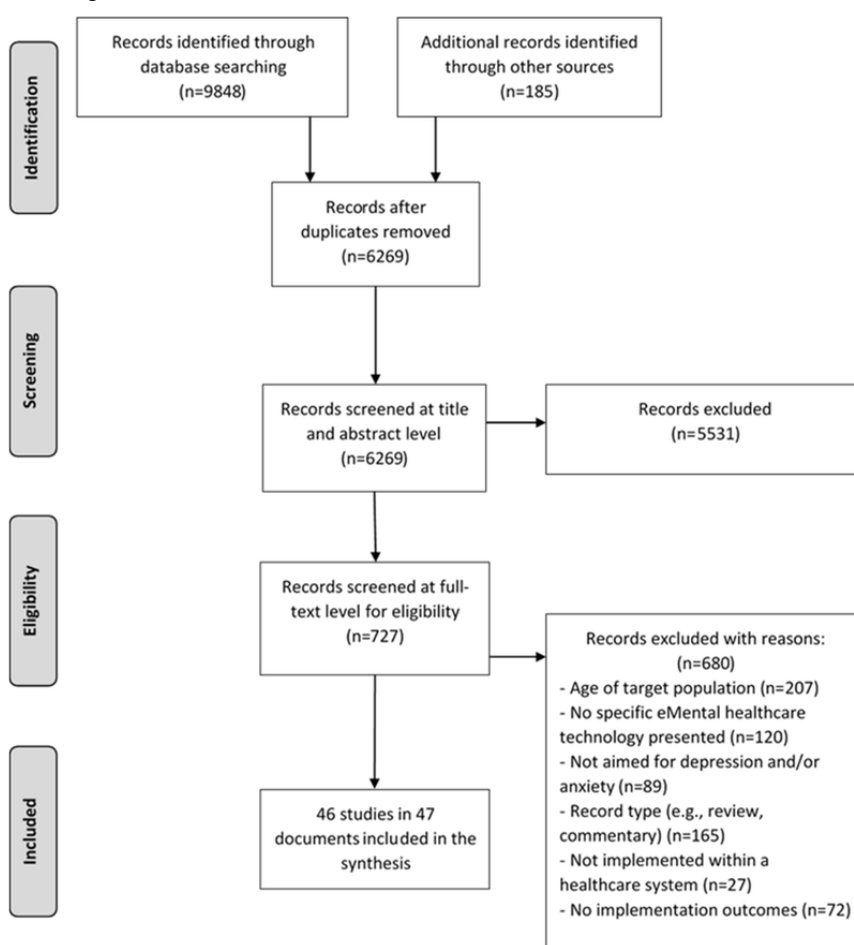 Identification
Records identified through
database searching
(n=9848)
Additional records identified
through other sources
(n=185)
Records after
duplicates removed
(n=6269)
Screening
Records screened at title
and abstract level
(n=6269)
Records excluded
(n=5531)
Eligibility
Records screened at full-
text level for eligibility
(n=727)
Records excluded with reasons:
(n=680)
- Age of target population (n=207)
- No specific eMental healthcare
technology presented (n=120)
- Not aimed for depression and/or
anxiety (n=89)
- Record type (e.g., review,
commentary) (n=165)
- Not implemented within a
healthcare system (n=27)
- No implementation outcomes (n=72)
Included
46 studies in 47
documents included in the
synthesis